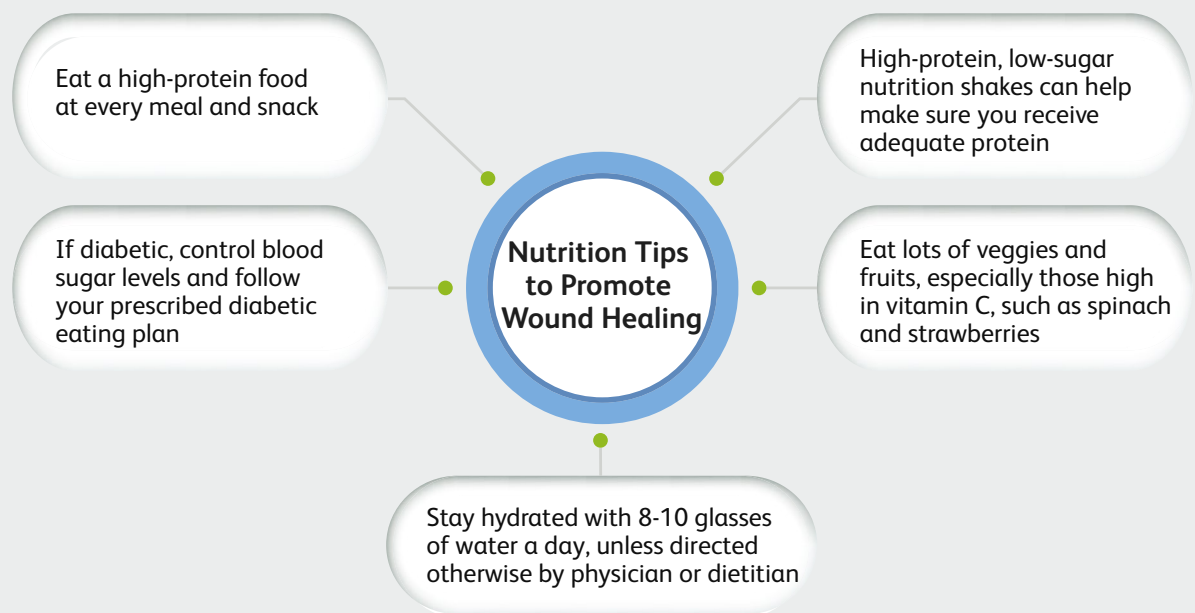 Eat a high-protein food
at every meal and snack
High-protein, low-sugar
nutrition shakes can help
make sure you receive
adequate protein
Nutrition Tips
to Promote
Wound Healing
If diabetic, control blood
sugar levels and follow
your prescribed diabetic
eating plan
Eat lots of veggies and
fruits, especially those high
in vitamin C, such as spinach
and strawberries
Stay hydrated with 8-10 glasses
of water a day, unless directed
otherwise by physician or dietitian